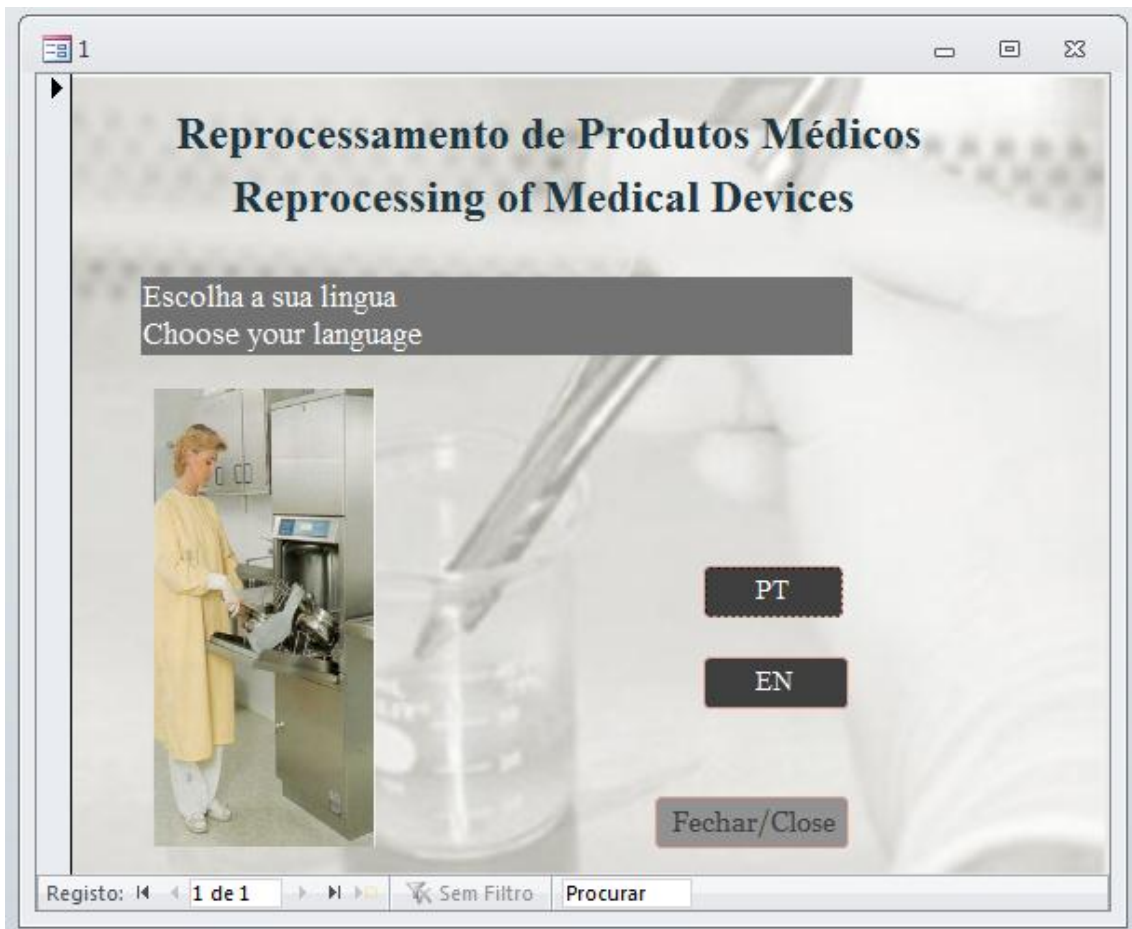 1
Reprocessamento de Produtos Médicos
Reprocessing of Medical Devices
Escolha a sua lingua
Choose your language
PT
EN
Fechar/Close
Registo: 1 de 1 Sem Filtro Procurar